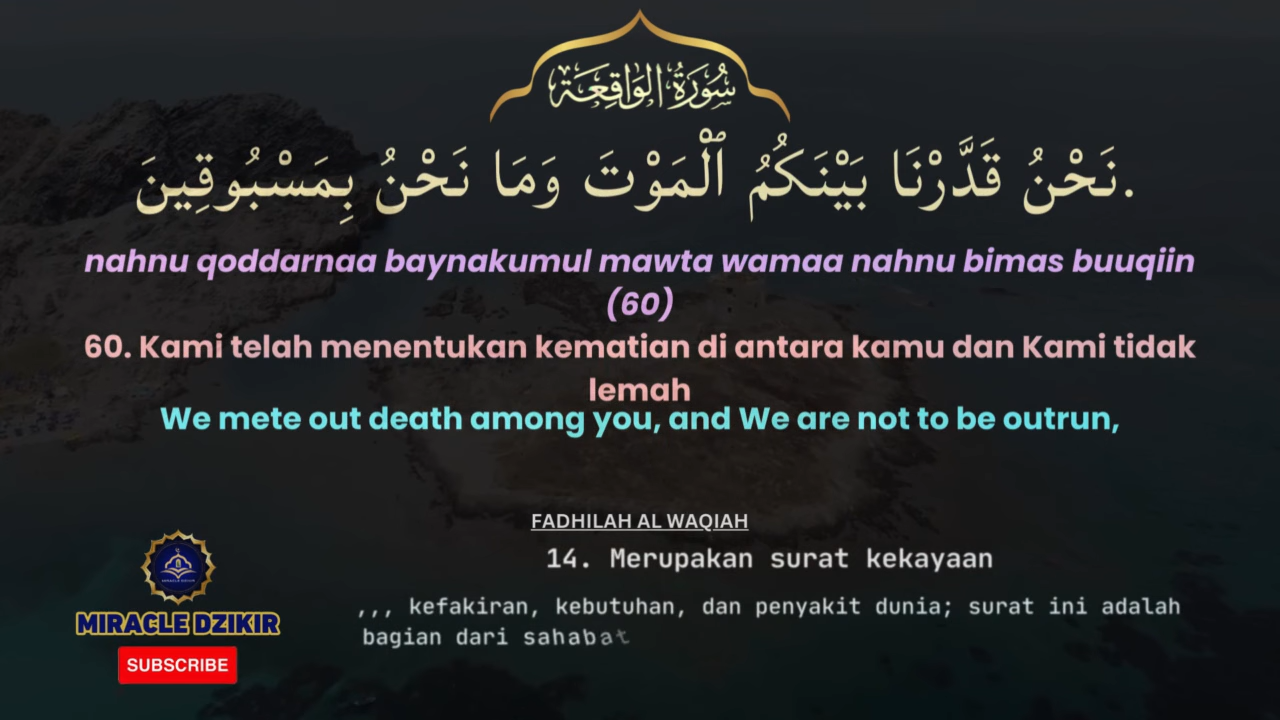 سُورَةُ الوَاقِعَة
نَحْنُ قَدَّرْنَا بَيْنَكُمُ ٱلْمَوْتَ وَمَا نَحْنُ بِمَسْبُوقِينَ.
nahnu qoddarnaa baynakumul mawta wamaa nahnu bimas buuqiin
(60)
60. Kami telah menentukan kematian di antara kamu dan Kami tidak
lemah
We mete out death among you, and We are not to be outrun,
FADHILAH AL WAQIAH
14. Merupakan surat kekayaan
,,, kefakiran, kebutuhan, dan penyakit dunia; surat ini adalah
bagian dari sahabat
MIRACLE DZIKIR
MIRACLE DZIKIR
SUBSCRIBE